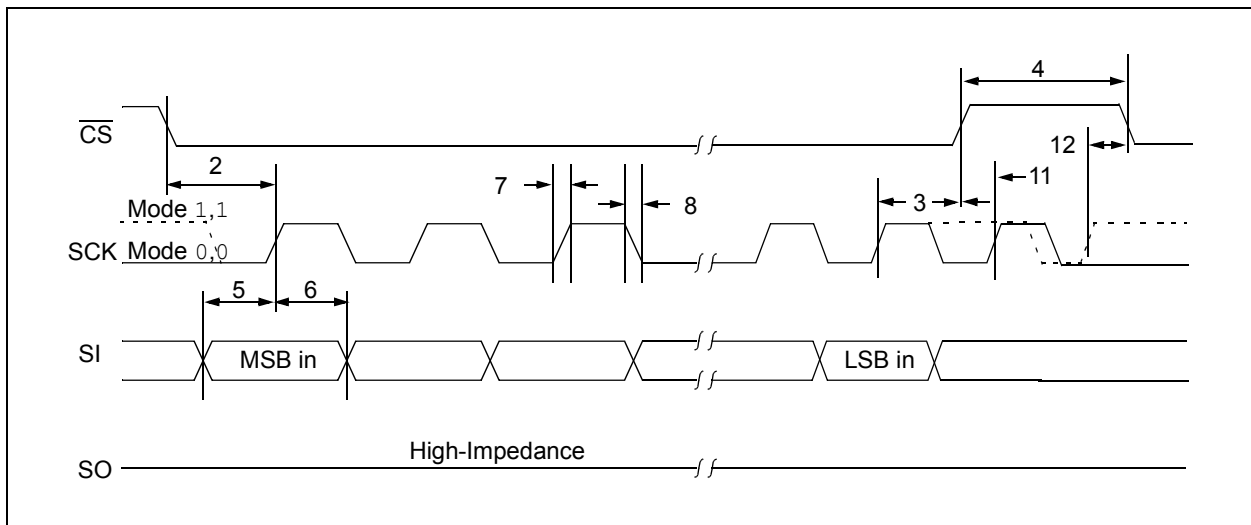 4
CS
12
2
7
8
3
11
Mode 1,1
SCK Mode 0,0
5
6
SI
MSB in
LSB in
High-Impedance
SO